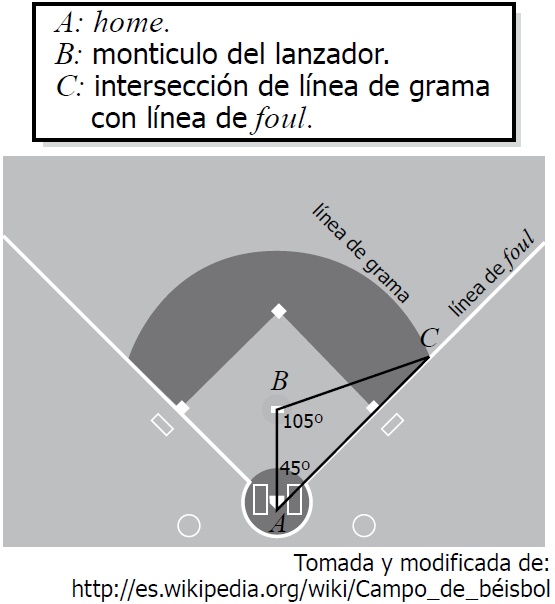 A: home.
B: monticulo del lanzador.
C: intersección de línea de grama
con línea de foul.
línea de grama
línea de foul
C
B
105º
45º
A
Tomada y modificada de:
http://es.wikipedia.org/wiki/Campo_de_béisbol